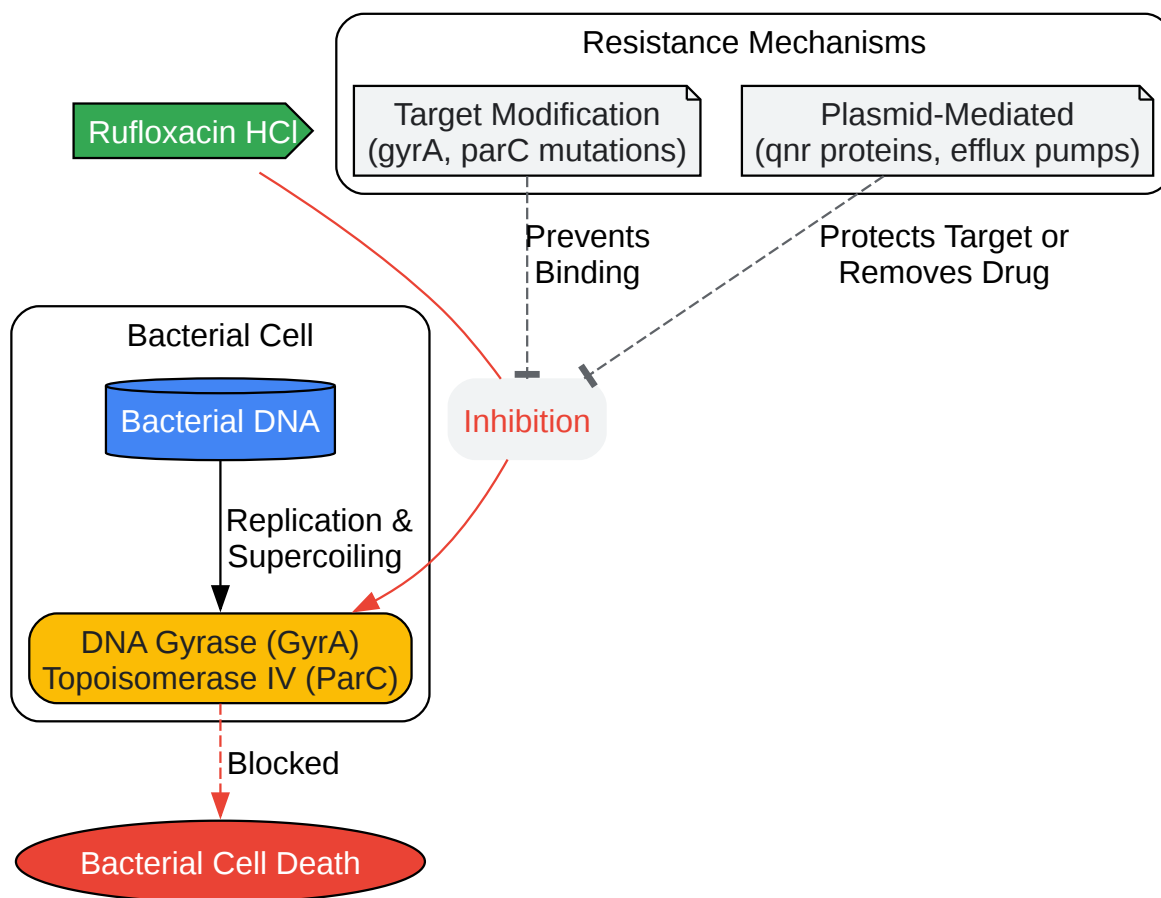 Resistance Mechanisms
Rufloxacin HCl
Target Modification
(gyrA, parC mutations)
Plasmid-Mediated
(qnr proteins, efflux pumps)
Prevents
Binding
Protects Target or
Removes Drug
Bacterial Cell
Bacterial DNA
Inhibition
Replication &
Supercoiling
DNA Gyrase (GyrA)
Topoisomerase IV (ParC)
Blocked
Bacterial Cell Death